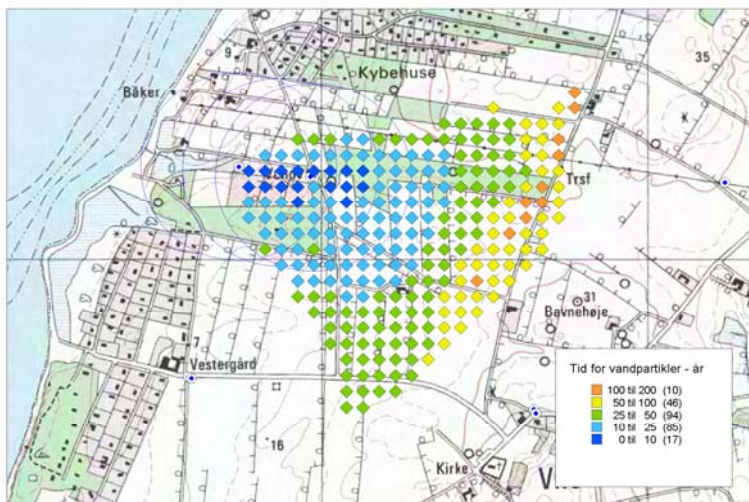 35
9
Kybehuse
Båker
Trsf
31
Bavnehøje
7
Vestergård
16
Kirke
Tid for vandpartikler - år
100 til 200 (10)
50 til 100 (46)
25 til 50 (94)
10 til 25 (85)
0 til 10 (17)